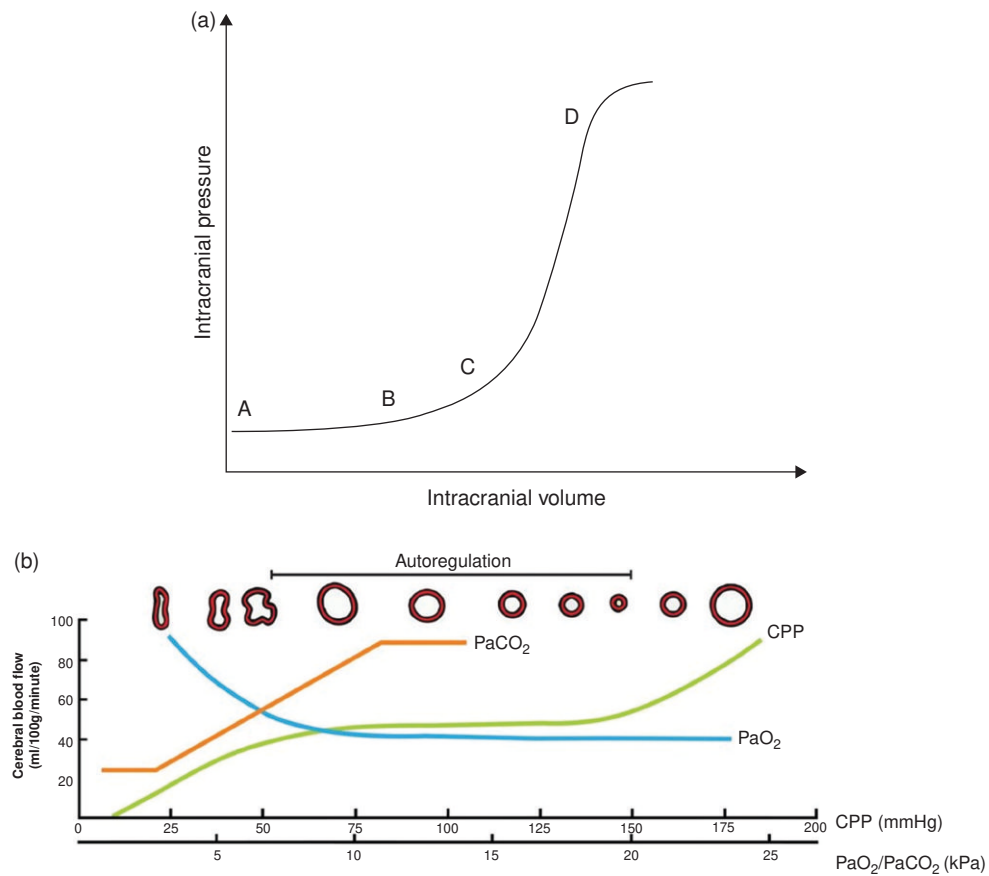 (a)
Intracranial pressure
A
B
C
D
Intracranial volume
(b)
Autoregulation
Cerebral blood flow
(ml/100g/minute)
100
80
60
40
20
PaCO₂
CPP
PaO₂
0 25 50 75 100 125 150 175 200
CPP (mmHg)
5 10 15 20 25
PaO₂/PaCO₂ (kPa)